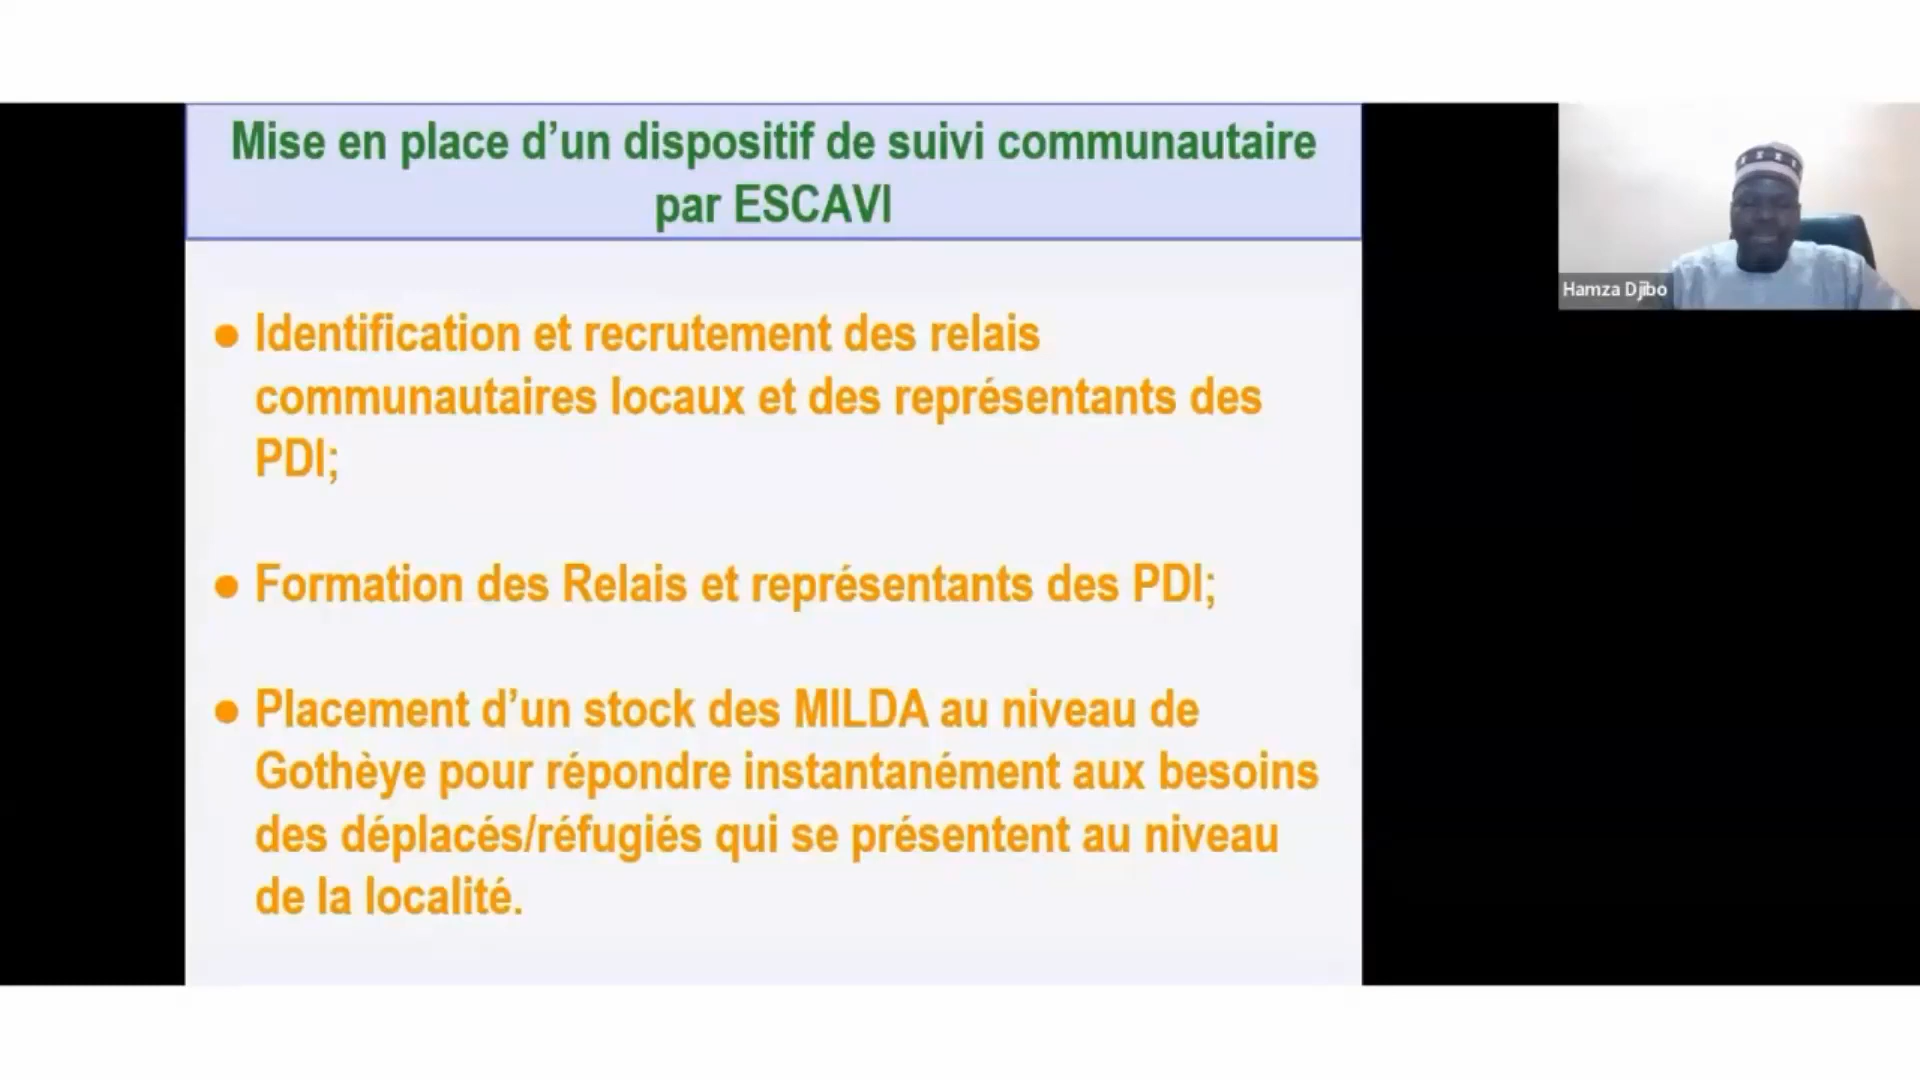 Mise en place d’un dispositif de suivi communautaire
par ESCAVI
Hamza Djibo
● Identification et recrutement des relais
communautaires locaux et des représentants des
PDI;
● Formation des Relais et représentants des PDI;
● Placement d’un stock des MILDA au niveau de
Gothèye pour répondre instantanément aux besoins
des déplacés/réfugiés qui se présentent au niveau
de la localité.